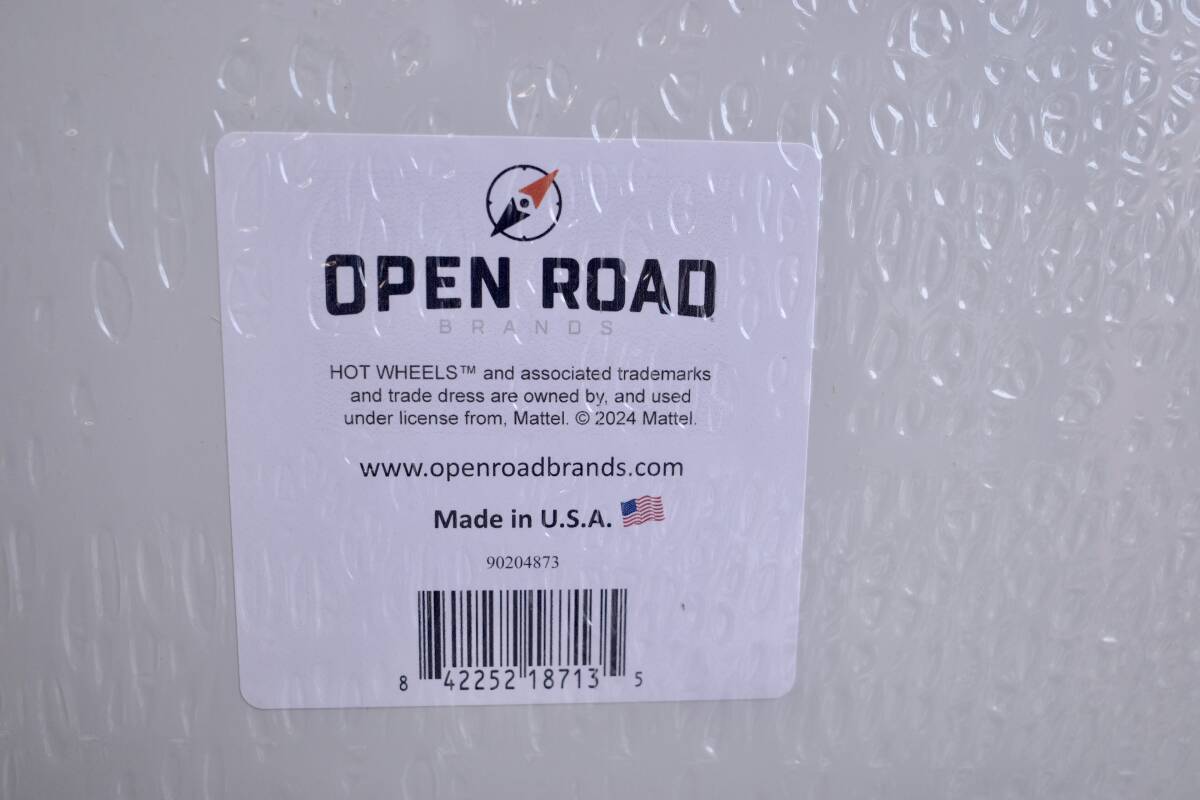 OPEN ROAD
BRANDS
HOT WHEELS™ and associated trademarks
and trade dress are owned by, and used
under license from, Mattel. © 2024 Mattel.
www.openroadbrands.com
Made in U.S.A.
90204873
8 42252 18713 5